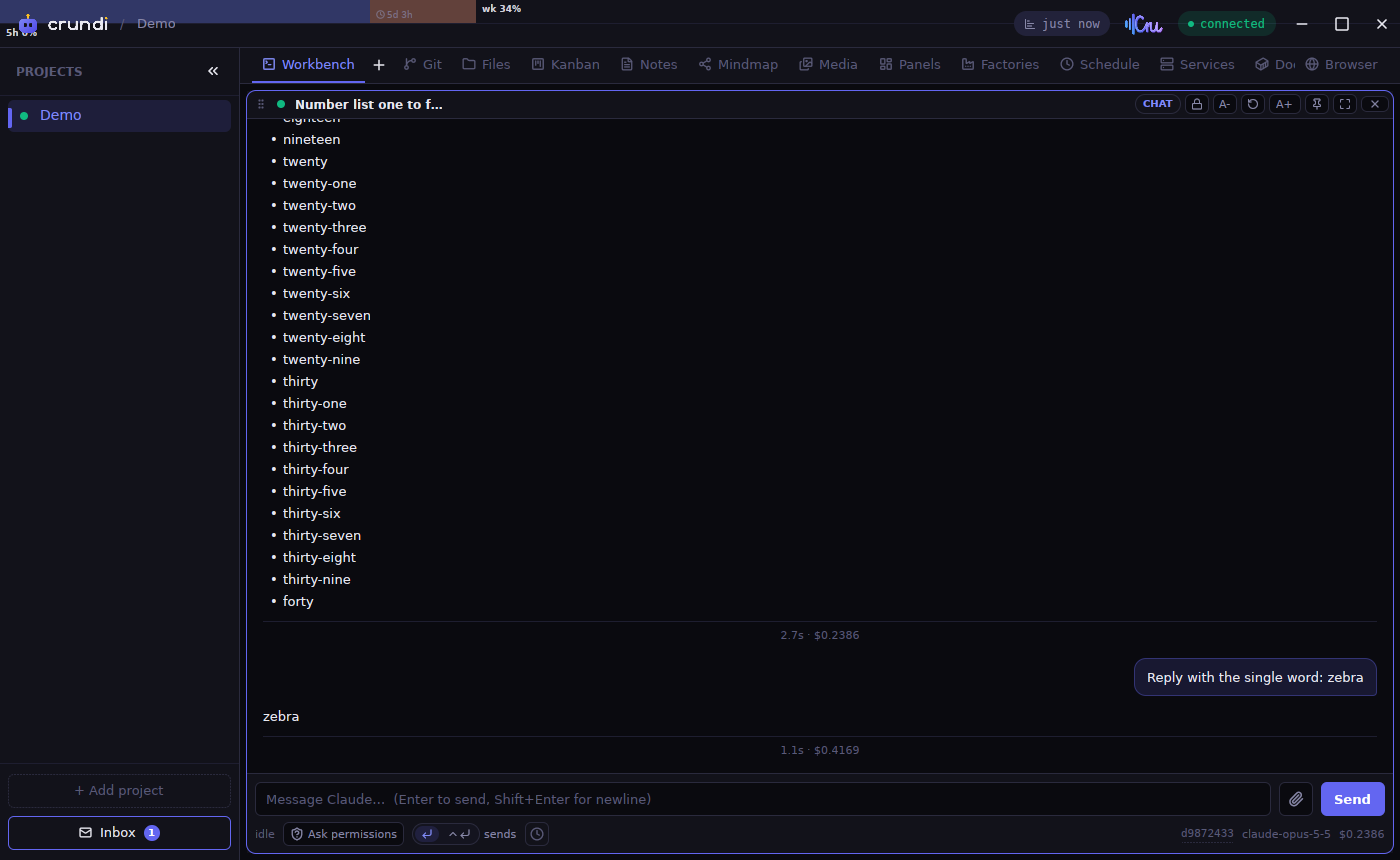 5d 3h
wk 34%
crundi / Demo
just now
Cru
connected
PROJECTS
Workbench
Git
Files
Kanban
Notes
Mindmap
Media
Panels
Factories
Schedule
Services
Browser
Demo
Number list one to f...
CHAT
A-
A+
eighteen
• nineteen
• twenty
• twenty-one
• twenty-two
• twenty-three
• twenty-four
• twenty-five
• twenty-six
• twenty-seven
• twenty-eight
• twenty-nine
• thirty
• thirty-one
• thirty-two
• thirty-three
• thirty-four
• thirty-five
• thirty-six
• thirty-seven
• thirty-eight
• thirty-nine
• forty
2.7s · $0.2386
Reply with the single word: zebra
zebra
1.1s · $0.4169
+ Add project
Inbox 1
Message Claude... (Enter to send, Shift+Enter for newline)
Send
idle
Ask permissions
sends
d9872433 claude-opus-5-5 $0.2386